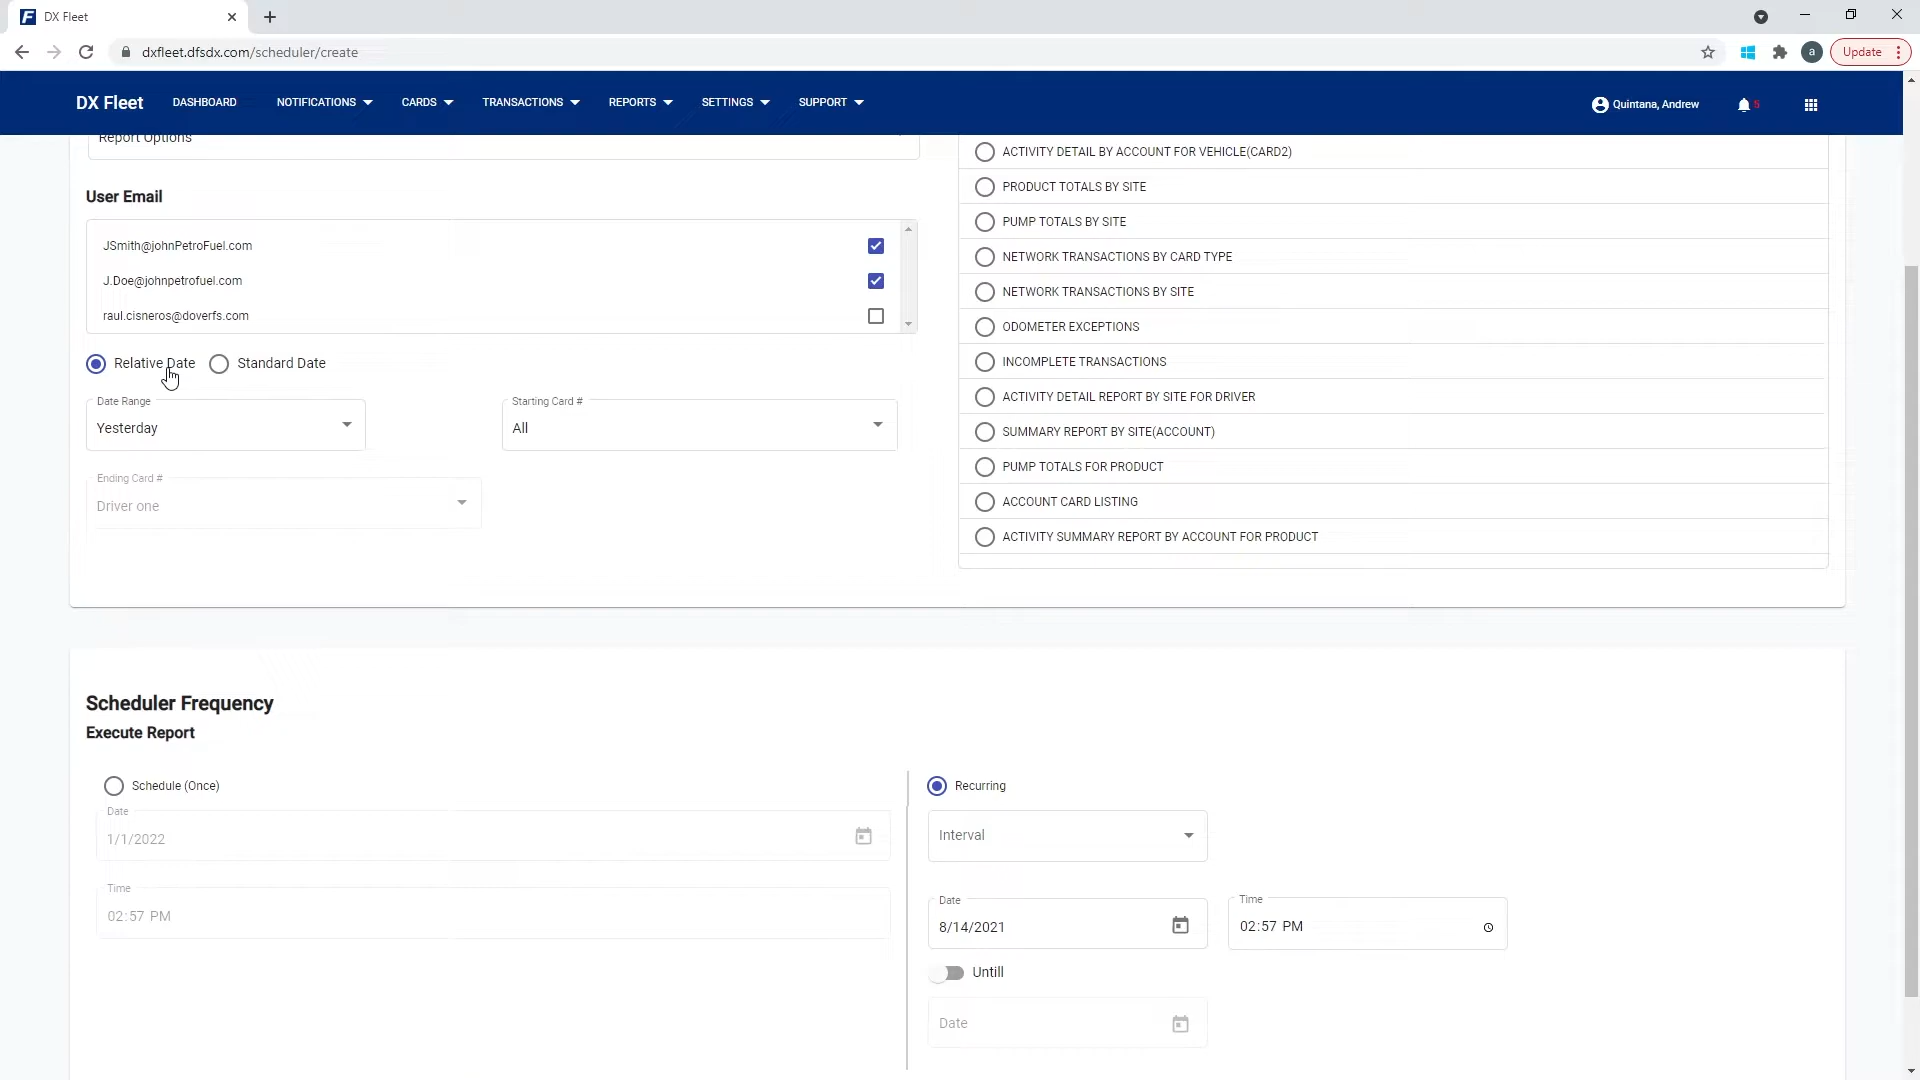 DX Fleet
dxfleet.dfsdx.com/scheduler/create
a
Update
DX Fleet
DASHBOARD
NOTIFICATIONS
CARDS
TRANSACTIONS
REPORTS
SETTINGS
SUPPORT
Quintana, Andrew
5
Report Options
User Email
JSmith@johnPetroFuel.com
J.Doe@johnpetrofuel.com
raul.cisneros@doverfs.com
Relative Date
Standard Date
Date Range
Yesterday
Starting Card #
All
Ending Card #
Driver one
ACTIVITY DETAIL BY ACCOUNT FOR VEHICLE(CARD2)
PRODUCT TOTALS BY SITE
PUMP TOTALS BY SITE
NETWORK TRANSACTIONS BY CARD TYPE
NETWORK TRANSACTIONS BY SITE
ODOMETER EXCEPTIONS
INCOMPLETE TRANSACTIONS
ACTIVITY DETAIL REPORT BY SITE FOR DRIVER
SUMMARY REPORT BY SITE(ACCOUNT)
PUMP TOTALS FOR PRODUCT
ACCOUNT CARD LISTING
ACTIVITY SUMMARY REPORT BY ACCOUNT FOR PRODUCT
Scheduler Frequency
Execute Report
Schedule (Once)
Date
1/1/2022
Time
02:57 PM
Recurring
Interval
Date
8/14/2021
Time
02:57 PM
Untill
Date